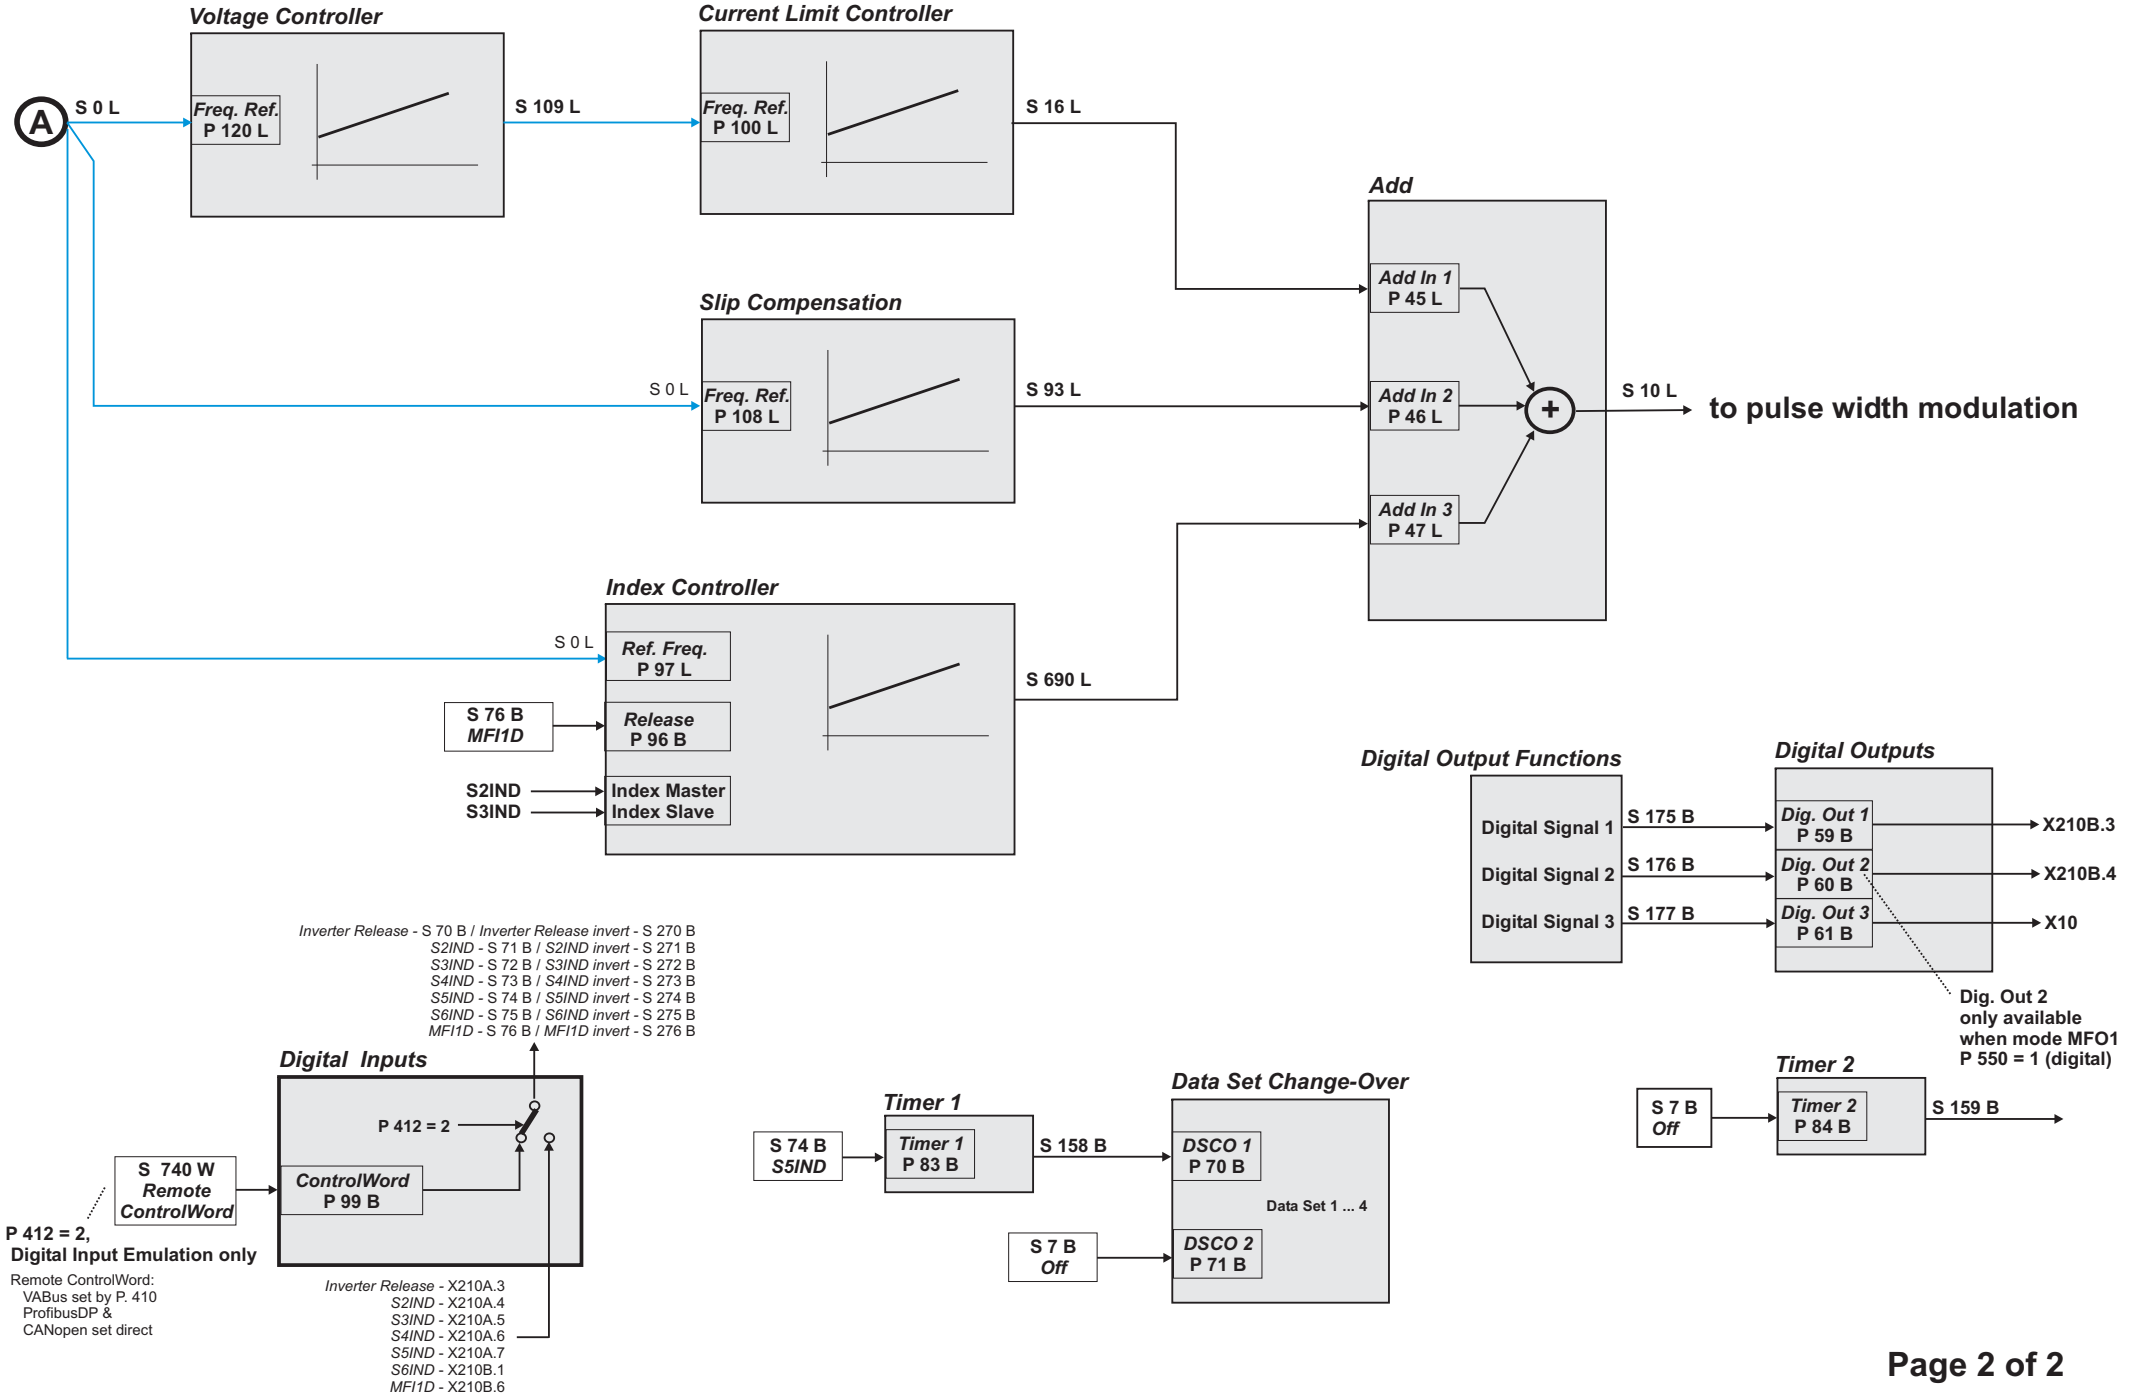 Voltage Controller
Current Limit Controller
A
S 0 L
Freq. Ref.
P 120 L
S 109 L
Freq. Ref.
P 100 L
S 16 L
Add
Add In 1
P 45 L
Slip Compensation
S 0 L
Freq. Ref.
P 108 L
S 93 L
Add In 2
P 46 L
+
S 10 L
to pulse width modulation
Add In 3
P 47 L
Index Controller
S 0 L
Ref. Freq.
P 97 L
S 690 L
S 76 B
MFI1D
Release
P 96 B
S2IND
Index Master
S3IND
Index Slave
Digital Output Functions
Digital Outputs
Digital Signal 1
S 175 B
Dig. Out 1
P 59 B
X210B.3
Digital Signal 2
S 176 B
Dig. Out 2
P 60 B
X210B.4
Digital Signal 3
S 177 B
Dig. Out 3
P 61 B
X10
Dig. Out 2
only available
when mode MFO1
P 550 = 1 (digital)
Inverter Release - S 70 B / Inverter Release invert - S 270 B
S2IND - S 71 B / S2IND invert - S 271 B
S3IND - S 72 B / S3IND invert - S 272 B
S4IND - S 73 B / S4IND invert - S 273 B
S5IND - S 74 B / S5IND invert - S 274 B
S6IND - S 75 B / S6IND invert - S 275 B
MFI1D - S 76 B / MFI1D invert - S 276 B
Digital Inputs
P 412 = 2
S 740 W
Remote
ControlWord
ControlWord
P 99 B
P 412 = 2,
Digital Input Emulation only
Remote ControlWord:
VABus set by P. 410
ProfibusDP &
CANopen set direct
Inverter Release - X210A.3
S2IND - X210A.4
S3IND - X210A.5
S4IND - X210A.6
S5IND - X210A.7
S6IND - X210B.1
MFI1D - X210B.6
Timer 1
S 74 B
S5IND
Timer 1
P 83 B
S 158 B
Data Set Change-Over
DSCO 1
P 70 B
Data Set 1 ... 4
S 7 B
Off
DSCO 2
P 71 B
Timer 2
S 7 B
Off
Timer 2
P 84 B
S 159 B
Page 2 of 2